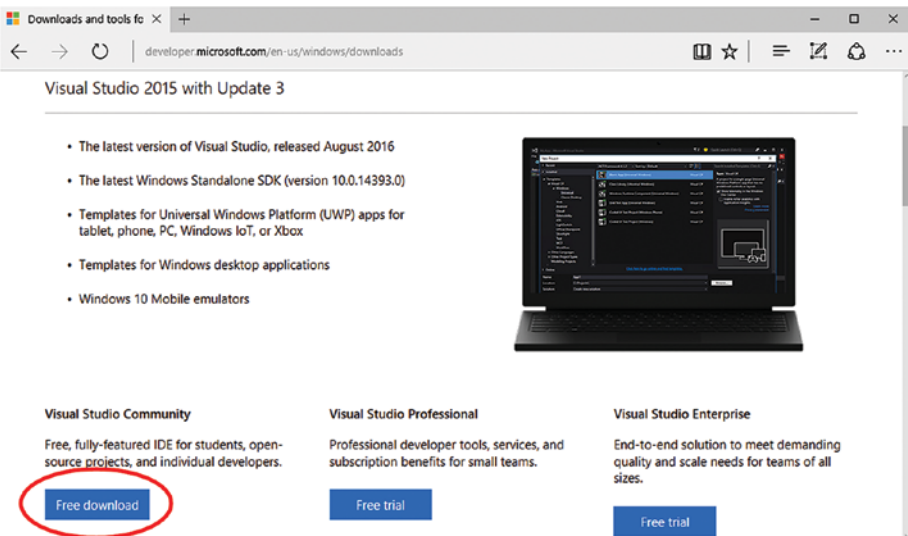 Downloads and tools fo
developer.microsoft.com/en-us/windows/downloads
Visual Studio 2015 with Update 3
• The latest version of Visual Studio, released August 2016
• The latest Windows Standalone SDK (version 10.0.14393.0)
• Templates for Universal Windows Platform (UWP) apps for
tablet, phone, PC, Windows IoT, or Xbox
• Templates for Windows desktop applications
• Windows 10 Mobile emulators
Visual Studio Community
Free, fully-featured IDE for students, open-
source projects, and individual developers.
Free download
Visual Studio Professional
Professional developer tools, services, and
subscription benefits for small teams.
Free trial
Visual Studio Enterprise
End-to-end solution to meet demanding
quality and scale needs for teams of all
sizes.
Free trial